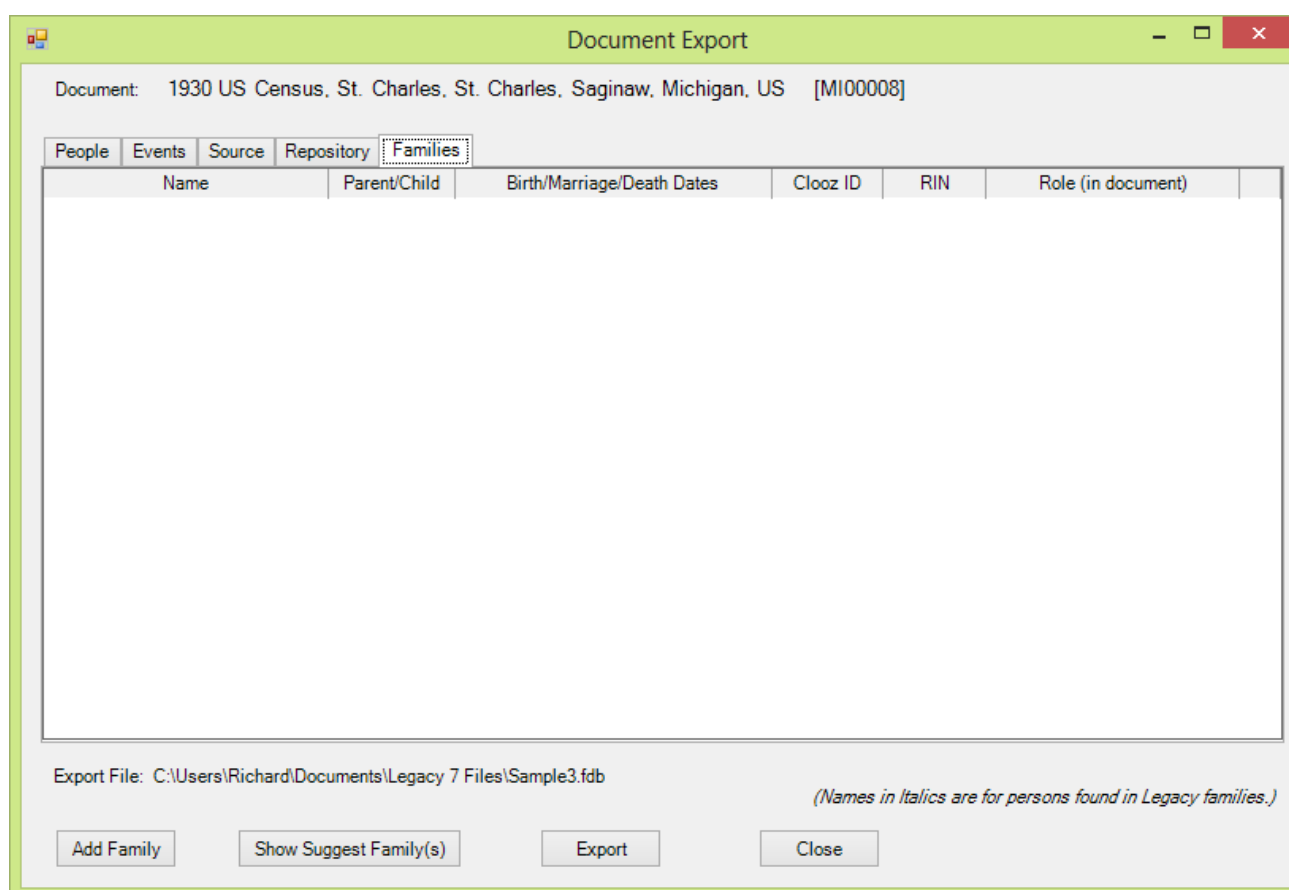 Document Export
Document: 1930 US Census, St. Charles, St. Charles, Saginaw, Michigan, US [MI00008]
People Events Source Repository Families
Name Parent/Child Birth/Marriage/Death Dates Clooz ID RIN Role (in document)
Export File: C:\Users\Richard\Documents\Legacy 7 Files\Sample3.fdb
(Names in Italics are for persons found in Legacy families.)
Add Family Show Suggest Family(s) Export Close